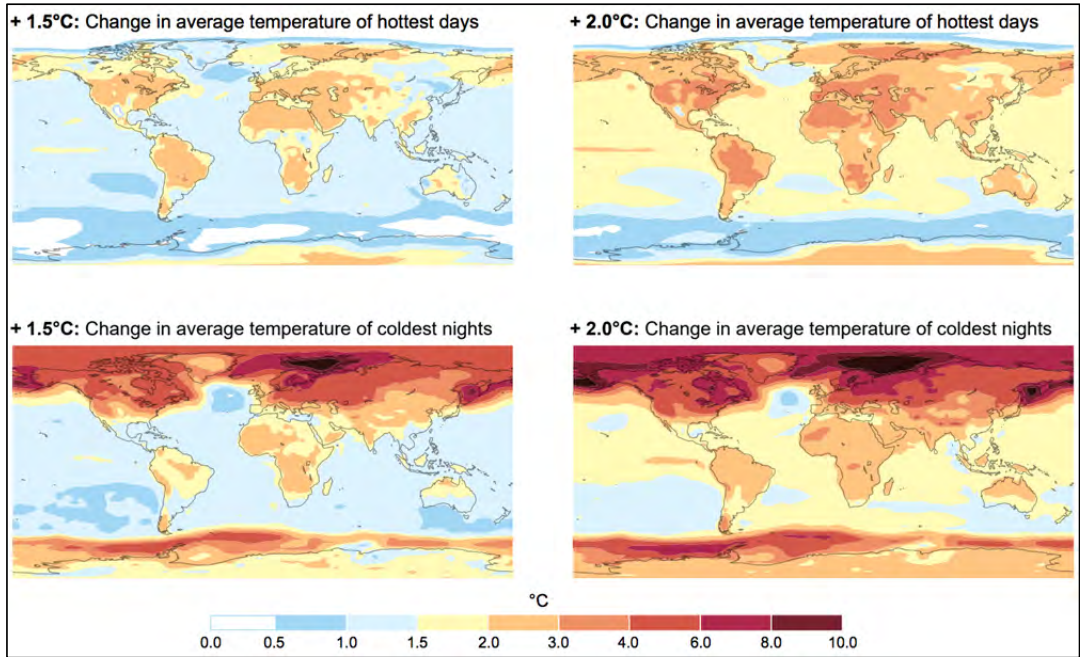 + 1.5°C: Change in average temperature of hottest days
+ 2.0°C: Change in average temperature of hottest days
+ 1.5°C: Change in average temperature of coldest nights
+ 2.0°C: Change in average temperature of coldest nights
°C
0.0 0.5 1.0 1.5 2.0 3.0 4.0 6.0 8.0 10.0